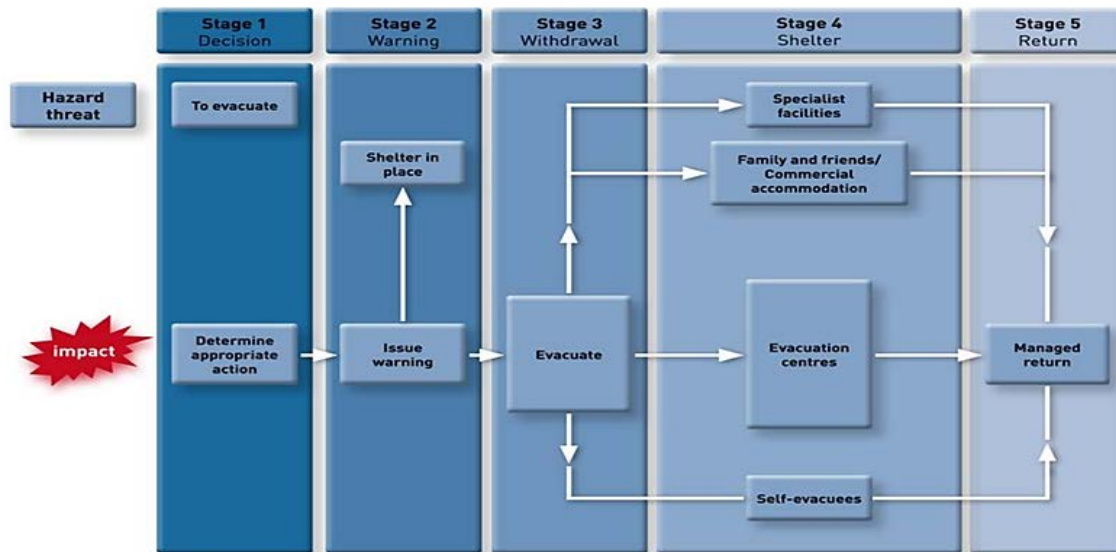 Stage 1
Decision
Stage 2
Warning
Stage 3
Withdrawal
Stage 4
Shelter
Stage 5
Return
Hazard
threat
To evacuate
Specialist
facilities
Shelter in
place
Family and friends/
Commercial
accommodation
impact
Determine
appropriate
action
Issue
warning
Evacuate
Evacuation
centres
Managed
return
Self-evacuees